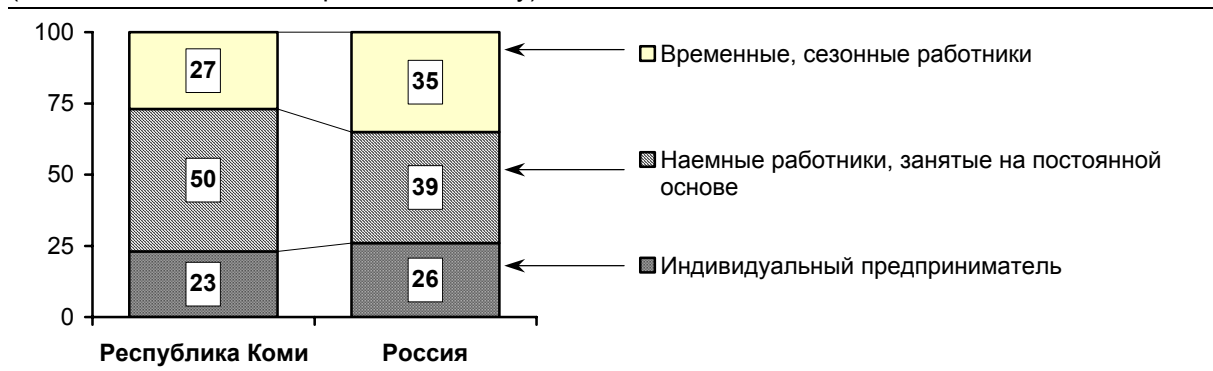 100
75
50
25
0
27
50
23
35
39
26
Республика Коми
Россия
Временные, сезонные работники
Наемные работники, занятые на постоянной
основе
Индивидуальный предприниматель